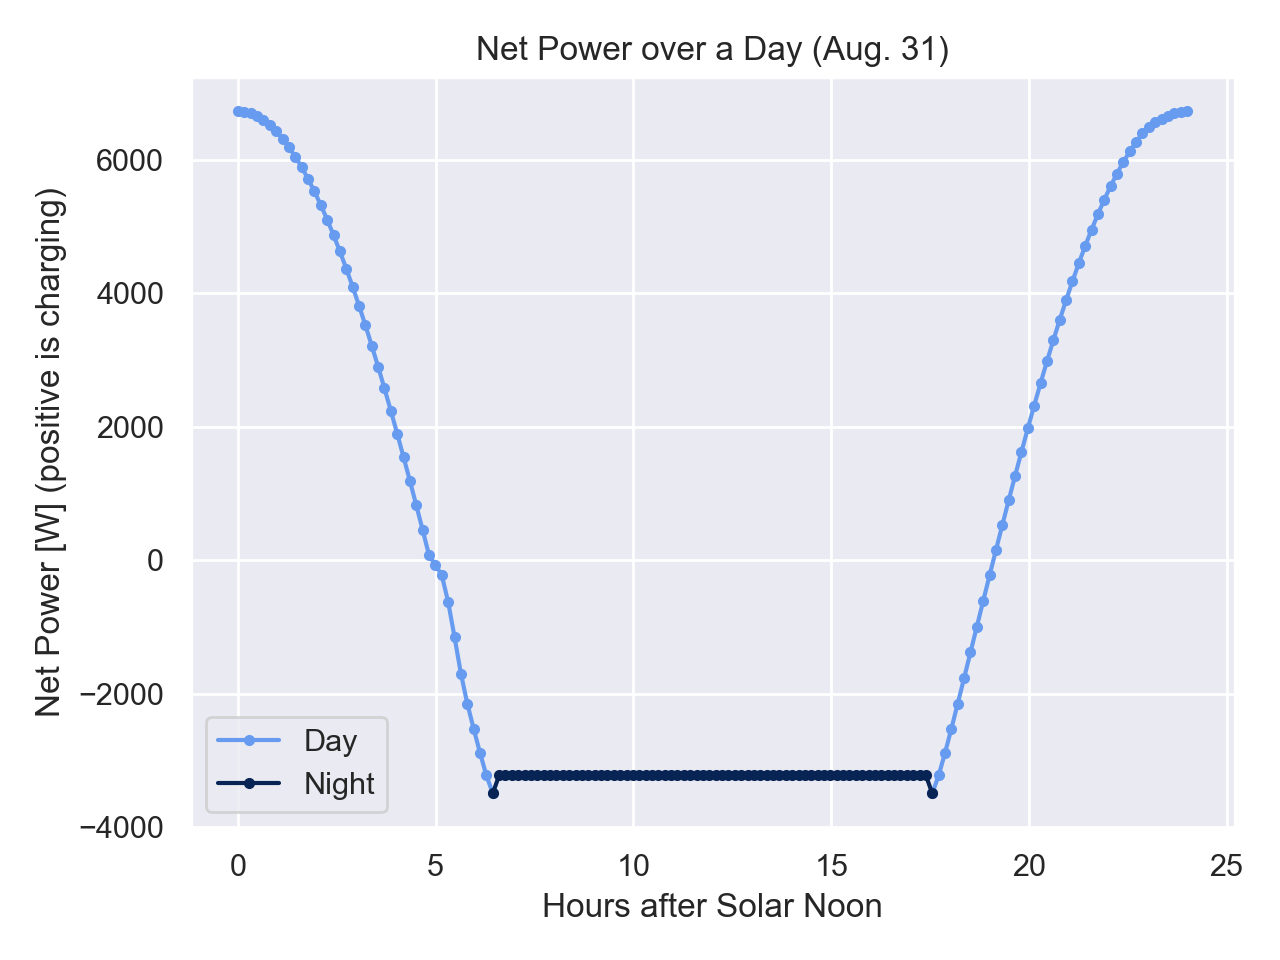 Net Power over a Day (Aug. 31)
Net Power [W] (positive is charging)
6000
4000
2000
0
−2000
−4000
Day
Night
0 5 10 15 20 25
Hours after Solar Noon